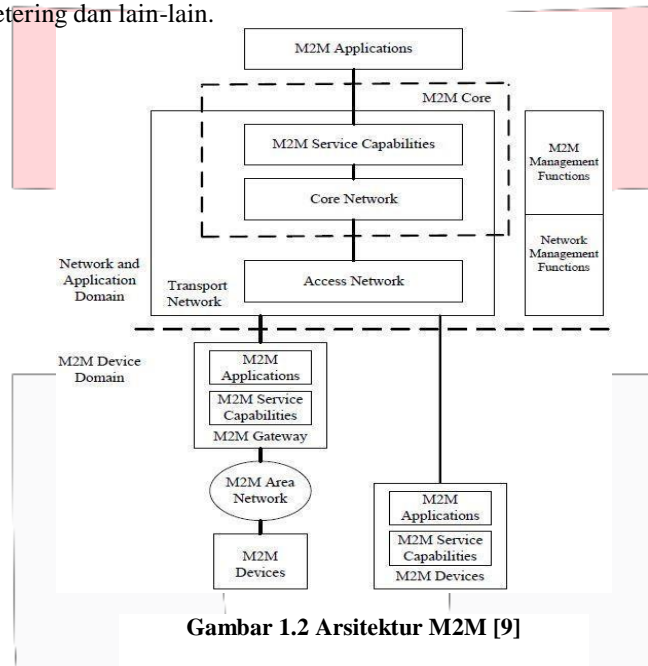 etering dan lain-lain.
M2M Applications
M2M Core
M2M Service Capabilities
Core Network
Access Network
Transport
Network
Network and
Application
Domain
M2M
Management
Functions
Network
Management
Functions
M2M Device
Domain
M2M
Applications
M2M Service
Capabilities
M2M Gateway
M2M Area
Network
M2M
Devices
M2M
Applications
M2M Service
Capabilities
M2M Devices
Gambar 1.2 Arsitektur M2M [9]